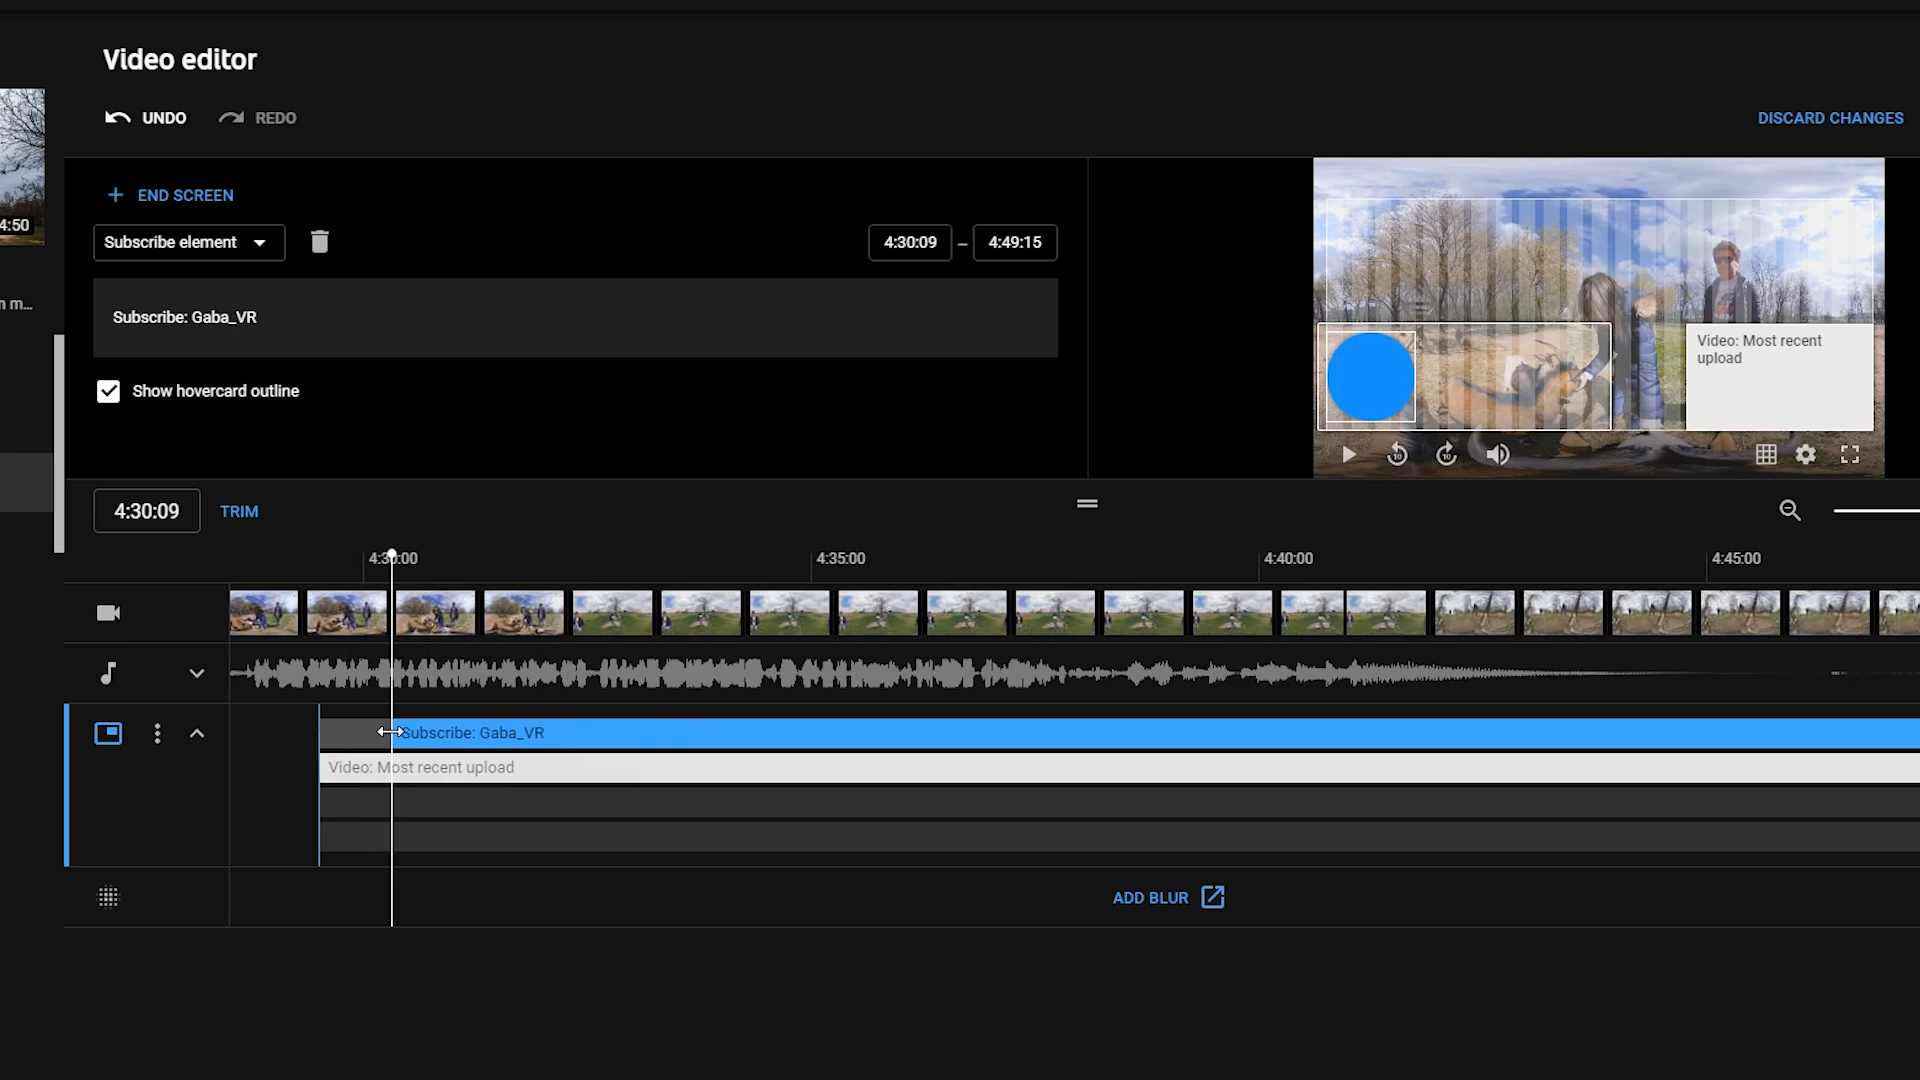 Video editor
UNDO
REDO
DISCARD CHANGES
4:50
END SCREEN
Subscribe element
4:30:09 – 4:49:15
n m...
Subscribe: Gaba_VR
Show hovercard outline
Video: Most recent
upload
10
10
4:30:09
TRIM
4:30:00
4:35:00
4:40:00
4:45:00
Subscribe: Gaba_VR
Video: Most recent upload
ADD BLUR